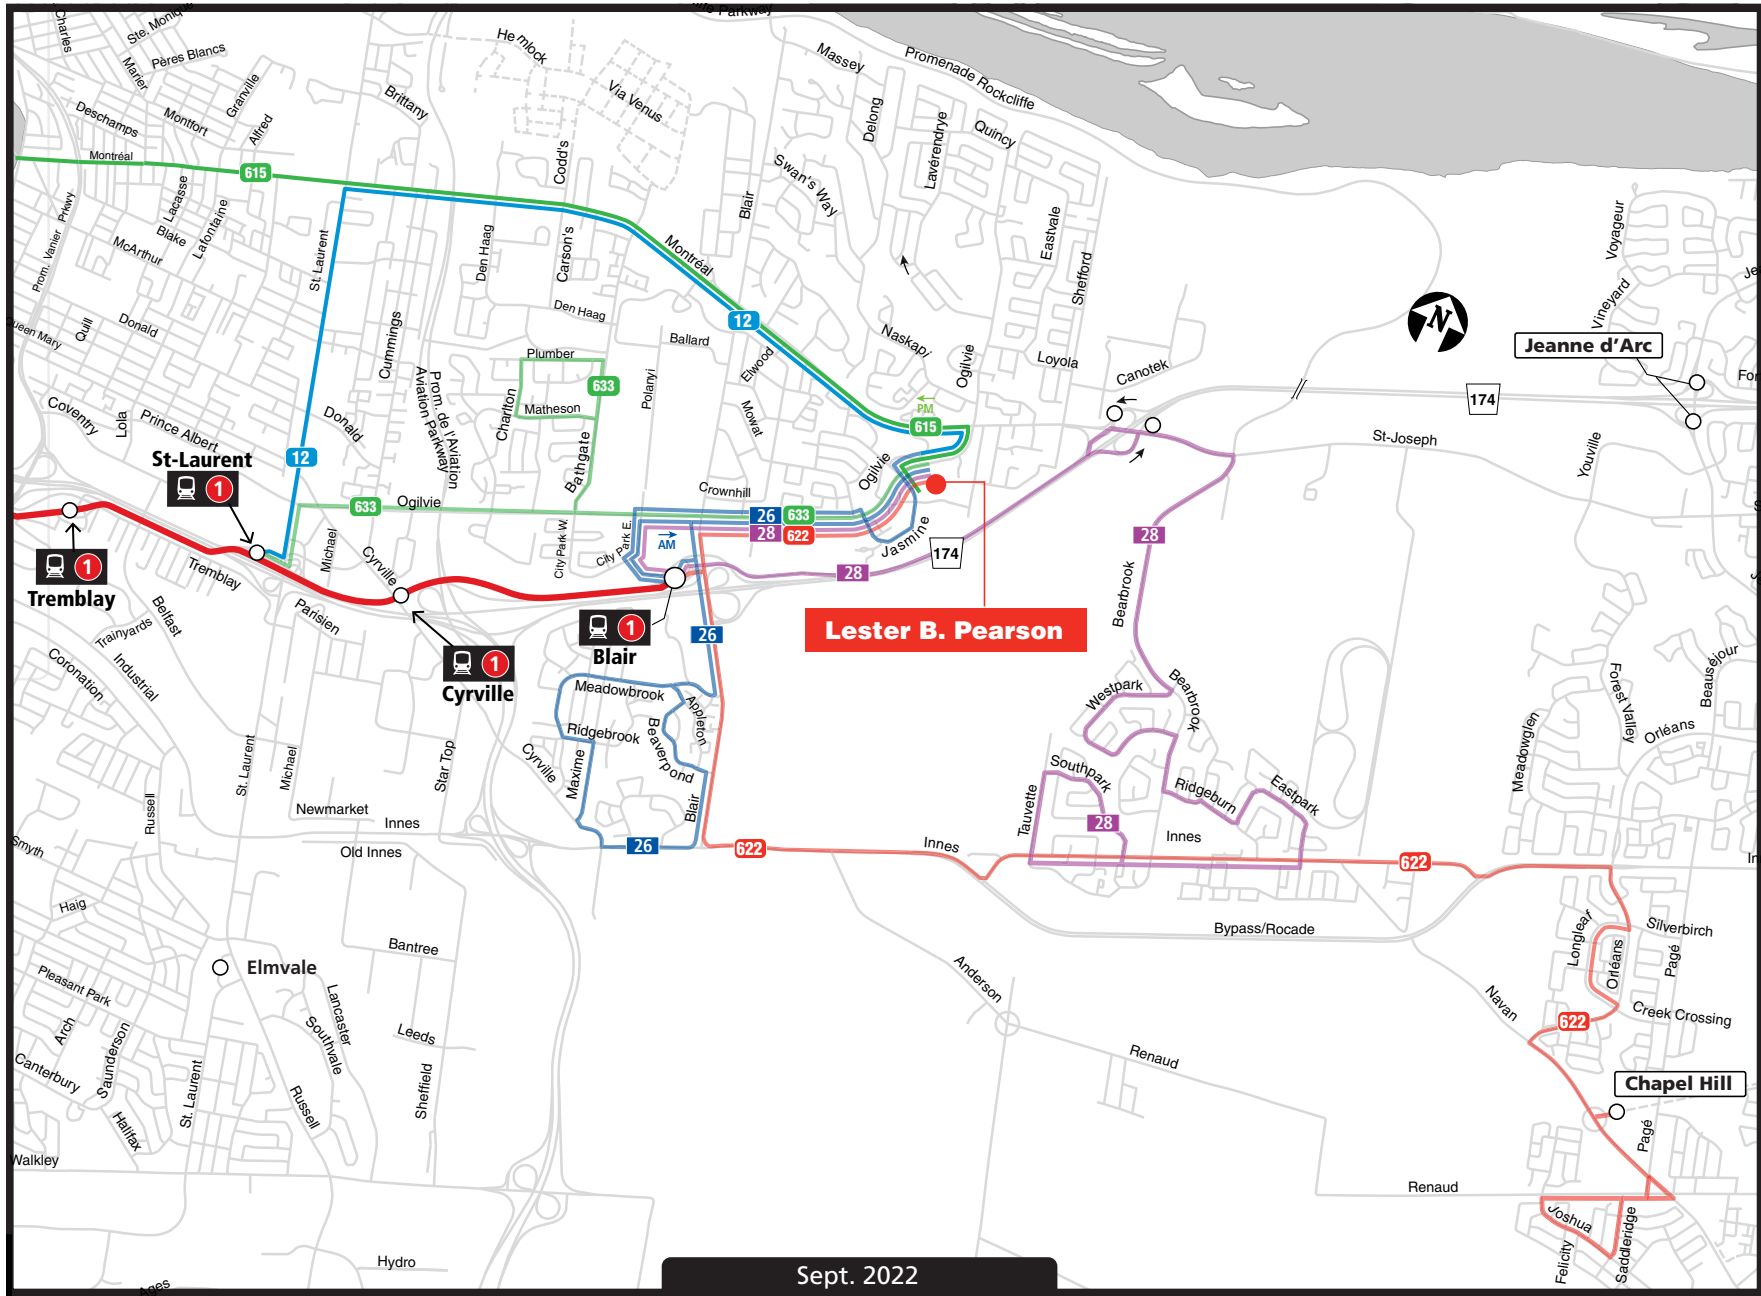 Charles
Ste. Monique
Marier
Pères Blancs
Granville
Deschamps
Montfort
Alfred
Brittany
Hemlock
Via Venus
Massey
Promenade Rockcliffe
Delong
Lavérendrye
Quincy
Montréal
615
Codd's
Swan's Way
Blair
Prom. Vanier Prkwy
Lacasse
Blake
Lafontaine
McArthur
St. Laurent
Den Haag
Carson's
Montréal
Eastvale
Shefford
Voyageur
Vineyard
Queen Mary
Quill
Donald
Cummings
Den Haag
12
Ballard
Elwood
Naskapi
Ogilvie
Loyola
Canotek
N
Jeanne d'Arc
174
Plumber
633
Matheson
Charlton
Polanyi
Mowat
Aviation Parkway
Prom. de l'Aviation
PM
615
Coventry
Lola
Prince Albert
Donald
12
St-Laurent
1
Bathgate
Ogilvie
St-Joseph
Youville
633
Ogilvie
Crownhill
26
633
28
622
AM
Jasmine
174
28
28
Tremblay
1
Tremblay
Michael
Cyrville
City Park W.
City Park E.
Parisien
Belfast
Trainyards
Industrial
Coronation
1
Blair
1
Cyrville
26
Lester B. Pearson
Bearbrook
Bearbrook
Westpark
Meadowbrook
Appleton
Ridgebrook
Beaverpond
Maxime
Cyrville
Blair
St. Laurent
Michael
Star Top
Russell
Newmarket
Innes
Old Innes
26
622
Innes
Tauvette
Southpark
28
Ridgeburn
Eastpark
Innes
622
Meadowglen
Forest Valley
Orléans
Beauséjour
Smyth
Haig
Bantree
Elmvale
Pleasant Park
Arch
Saunderson
Canterbury
Halifax
Lancaster
Southvale
Leeds
Sheffield
Russell
St. Laurent
Walkley
Hydro
Ages
Bypass/Rocade
Anderson
Renaud
Navan
Longleaf
Orléans
Silverbirch
Pagé
Creek Crossing
622
Chapel Hill
Pagé
Renaud
Joshua
Felicity
Saddleridge
Sept. 2022